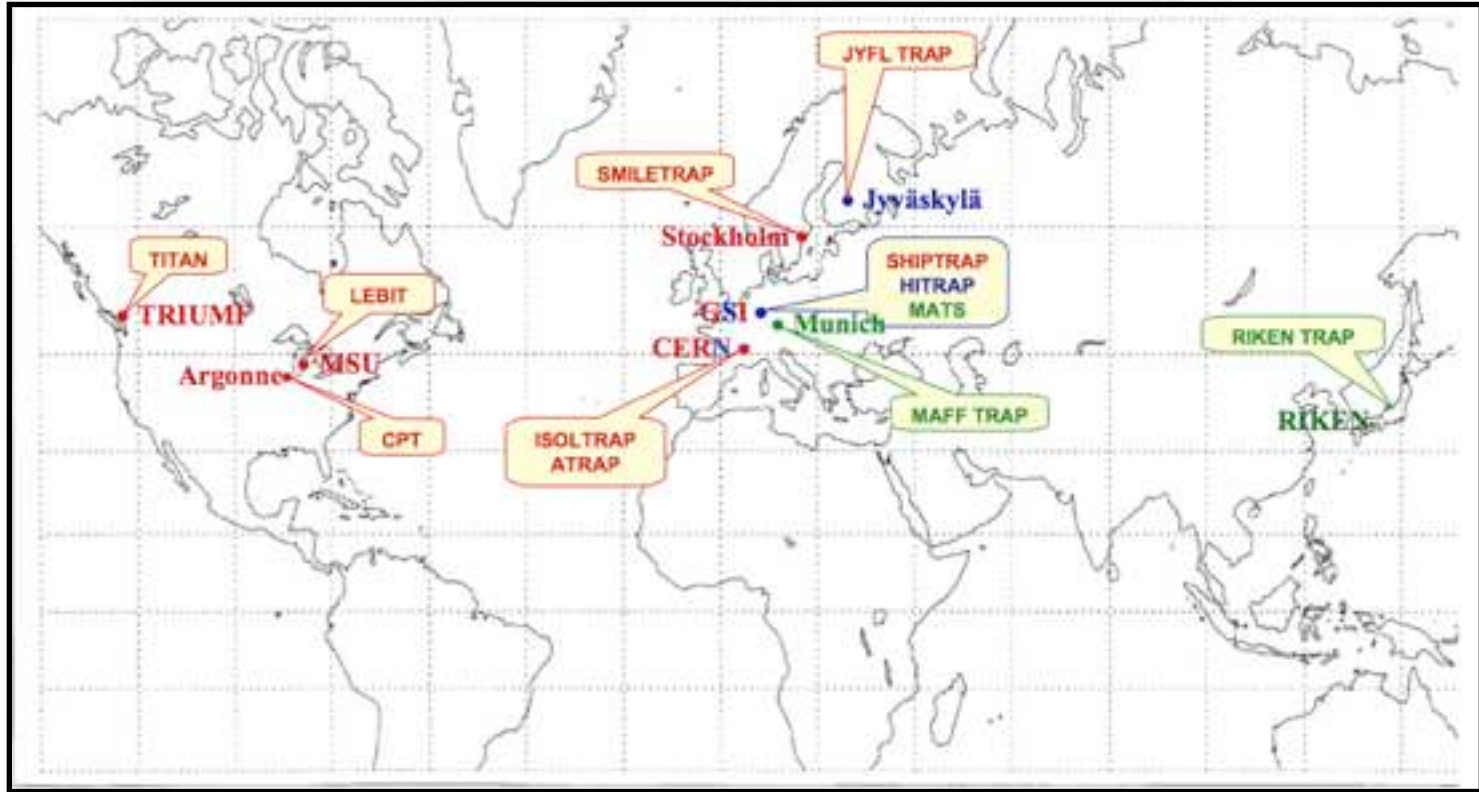 JYFL TRAP
SMILETRAP
Jyväskylä
Stockholm
TITAN
SHIPTRAP
HITRAP
MATS
LEBIT
TRIUMF
GSI
Munich
RIKEN TRAP
CERN
MSU
Argonne
MAFF TRAP
RIKEN
CPT
ISOLTRAP
ATRAP